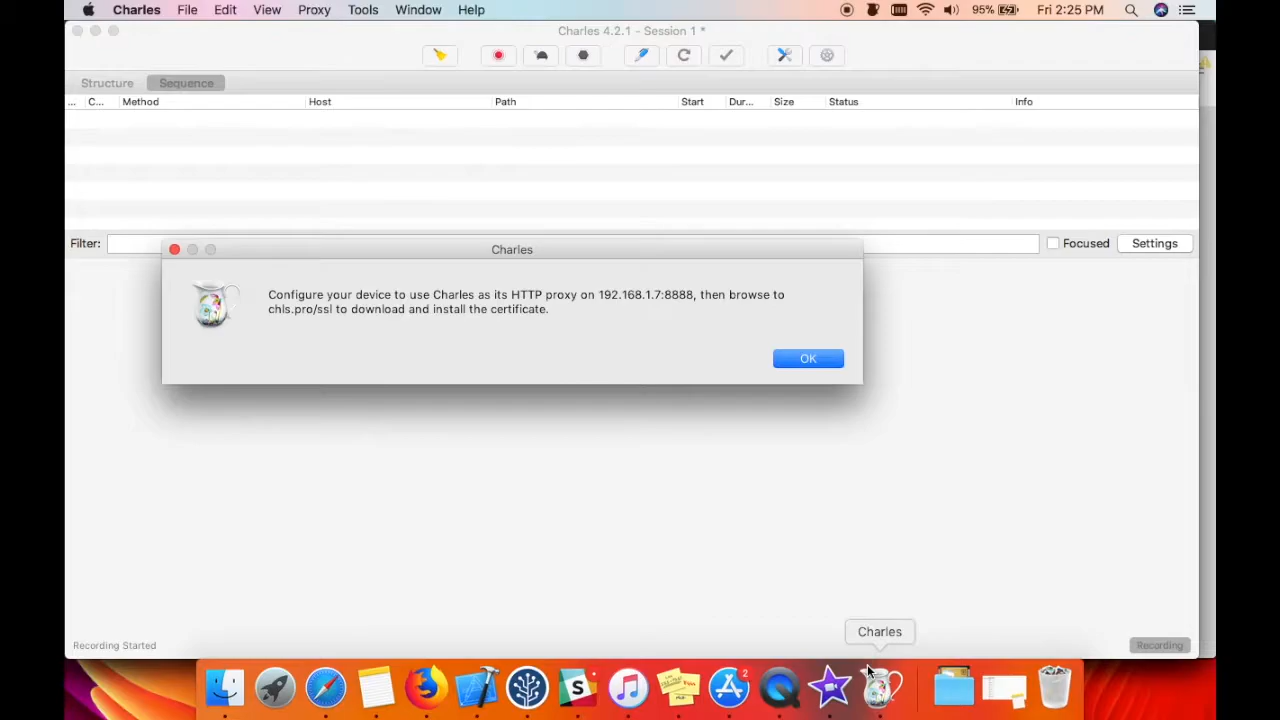 Charles File Edit View Proxy Tools Window Help 95% Fri 2:25 PM
Charles 4.2.1 - Session 1 *
Structure Sequence
... C... Method Host Path Start Dur... Size Status Info
Filter: Focused Settings
Charles
Configure your device to use Charles as its HTTP proxy on 192.168.1.7:8888, then browse to
chls.pro/ssl to download and install the certificate.
OK
Charles
Recording Started Recording
S
2